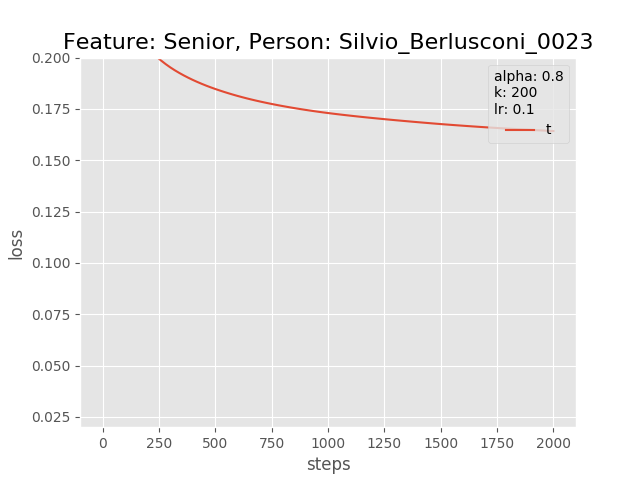 Feature: Senior, Person: Silvio_Berlusconi_0023
alpha: 0.8
k: 200
lr: 0.1
t
0.200
0.175
0.150
0.125
0.100
0.075
0.050
0.025
loss
0 250 500 750 1000 1250 1500 1750 2000
steps